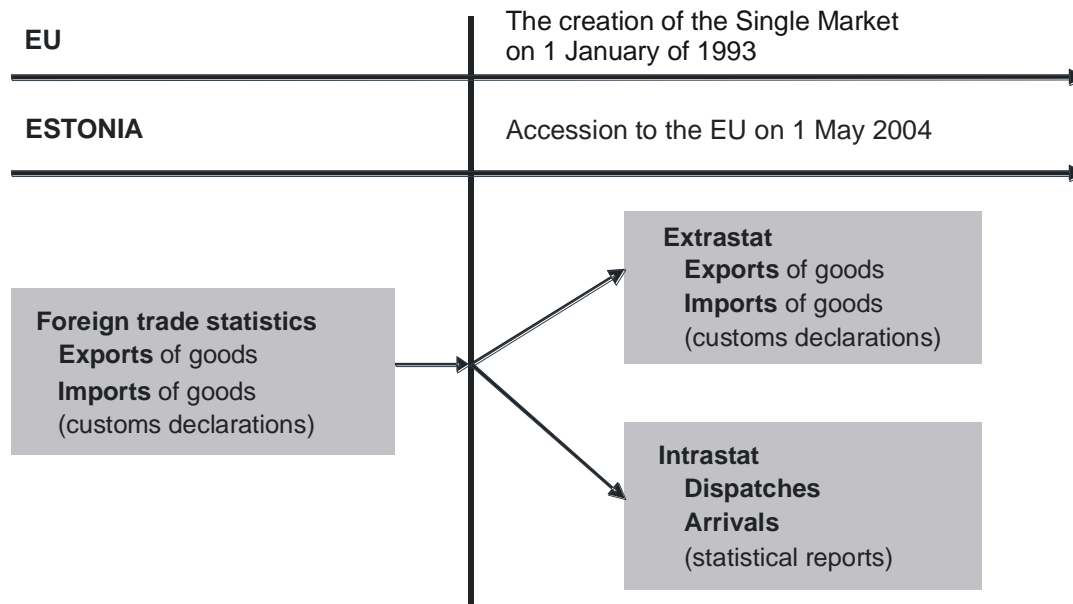 EU
The creation of the Single Market
on 1 January of 1993
ESTONIA
Accession to the EU on 1 May 2004
Foreign trade statistics
Exports of goods
Imports of goods
(customs declarations)
Extrastat
Exports of goods
Imports of goods
(customs declarations)
Intrastat
Dispatches
Arrivals
(statistical reports)